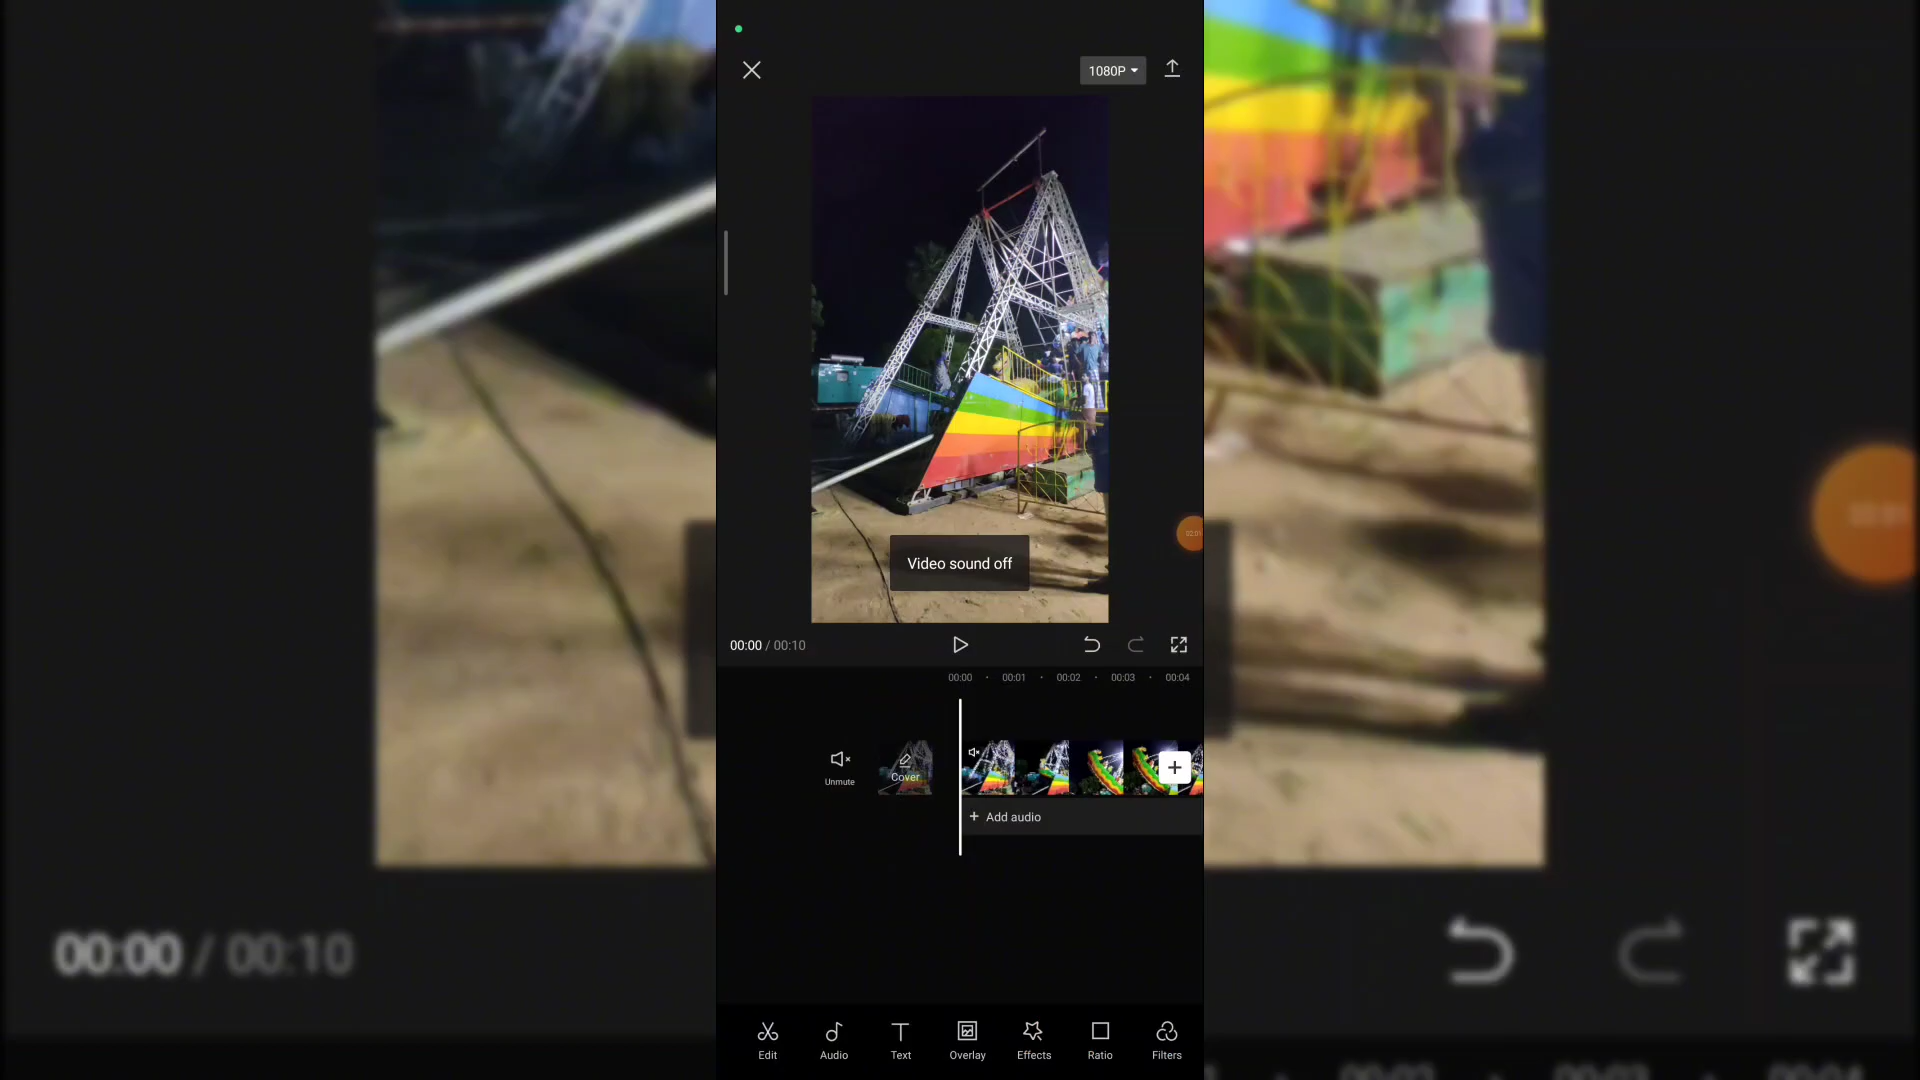 1080P
Video sound off
00:00 / 00:10
00:00 00:01 00:02 00:03 00:04
Unmute
Cover
+ Add audio
Edit Audio Text Overlay Effects Ratio Filters
00:00 / 00:10